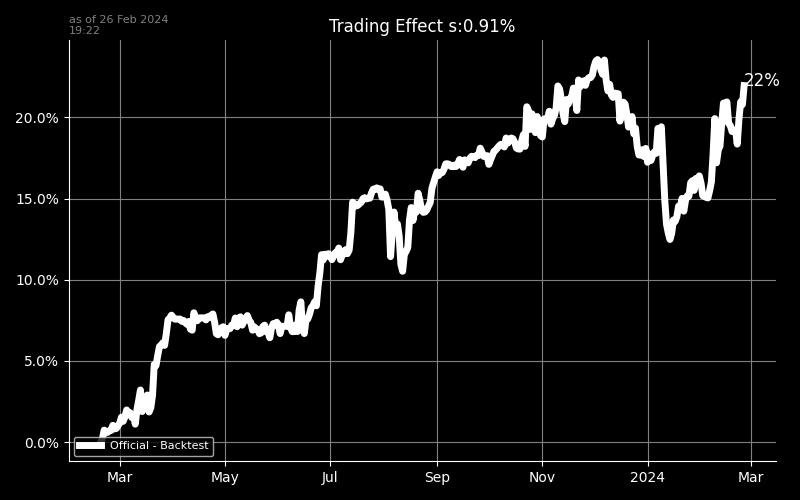 as of 26 Feb 2024
19:22
Trading Effect s:0.91%
22%
20.0%
15.0%
10.0%
5.0%
0.0%
Official - Backtest
Mar May Jul Sep Nov 2024 Mar